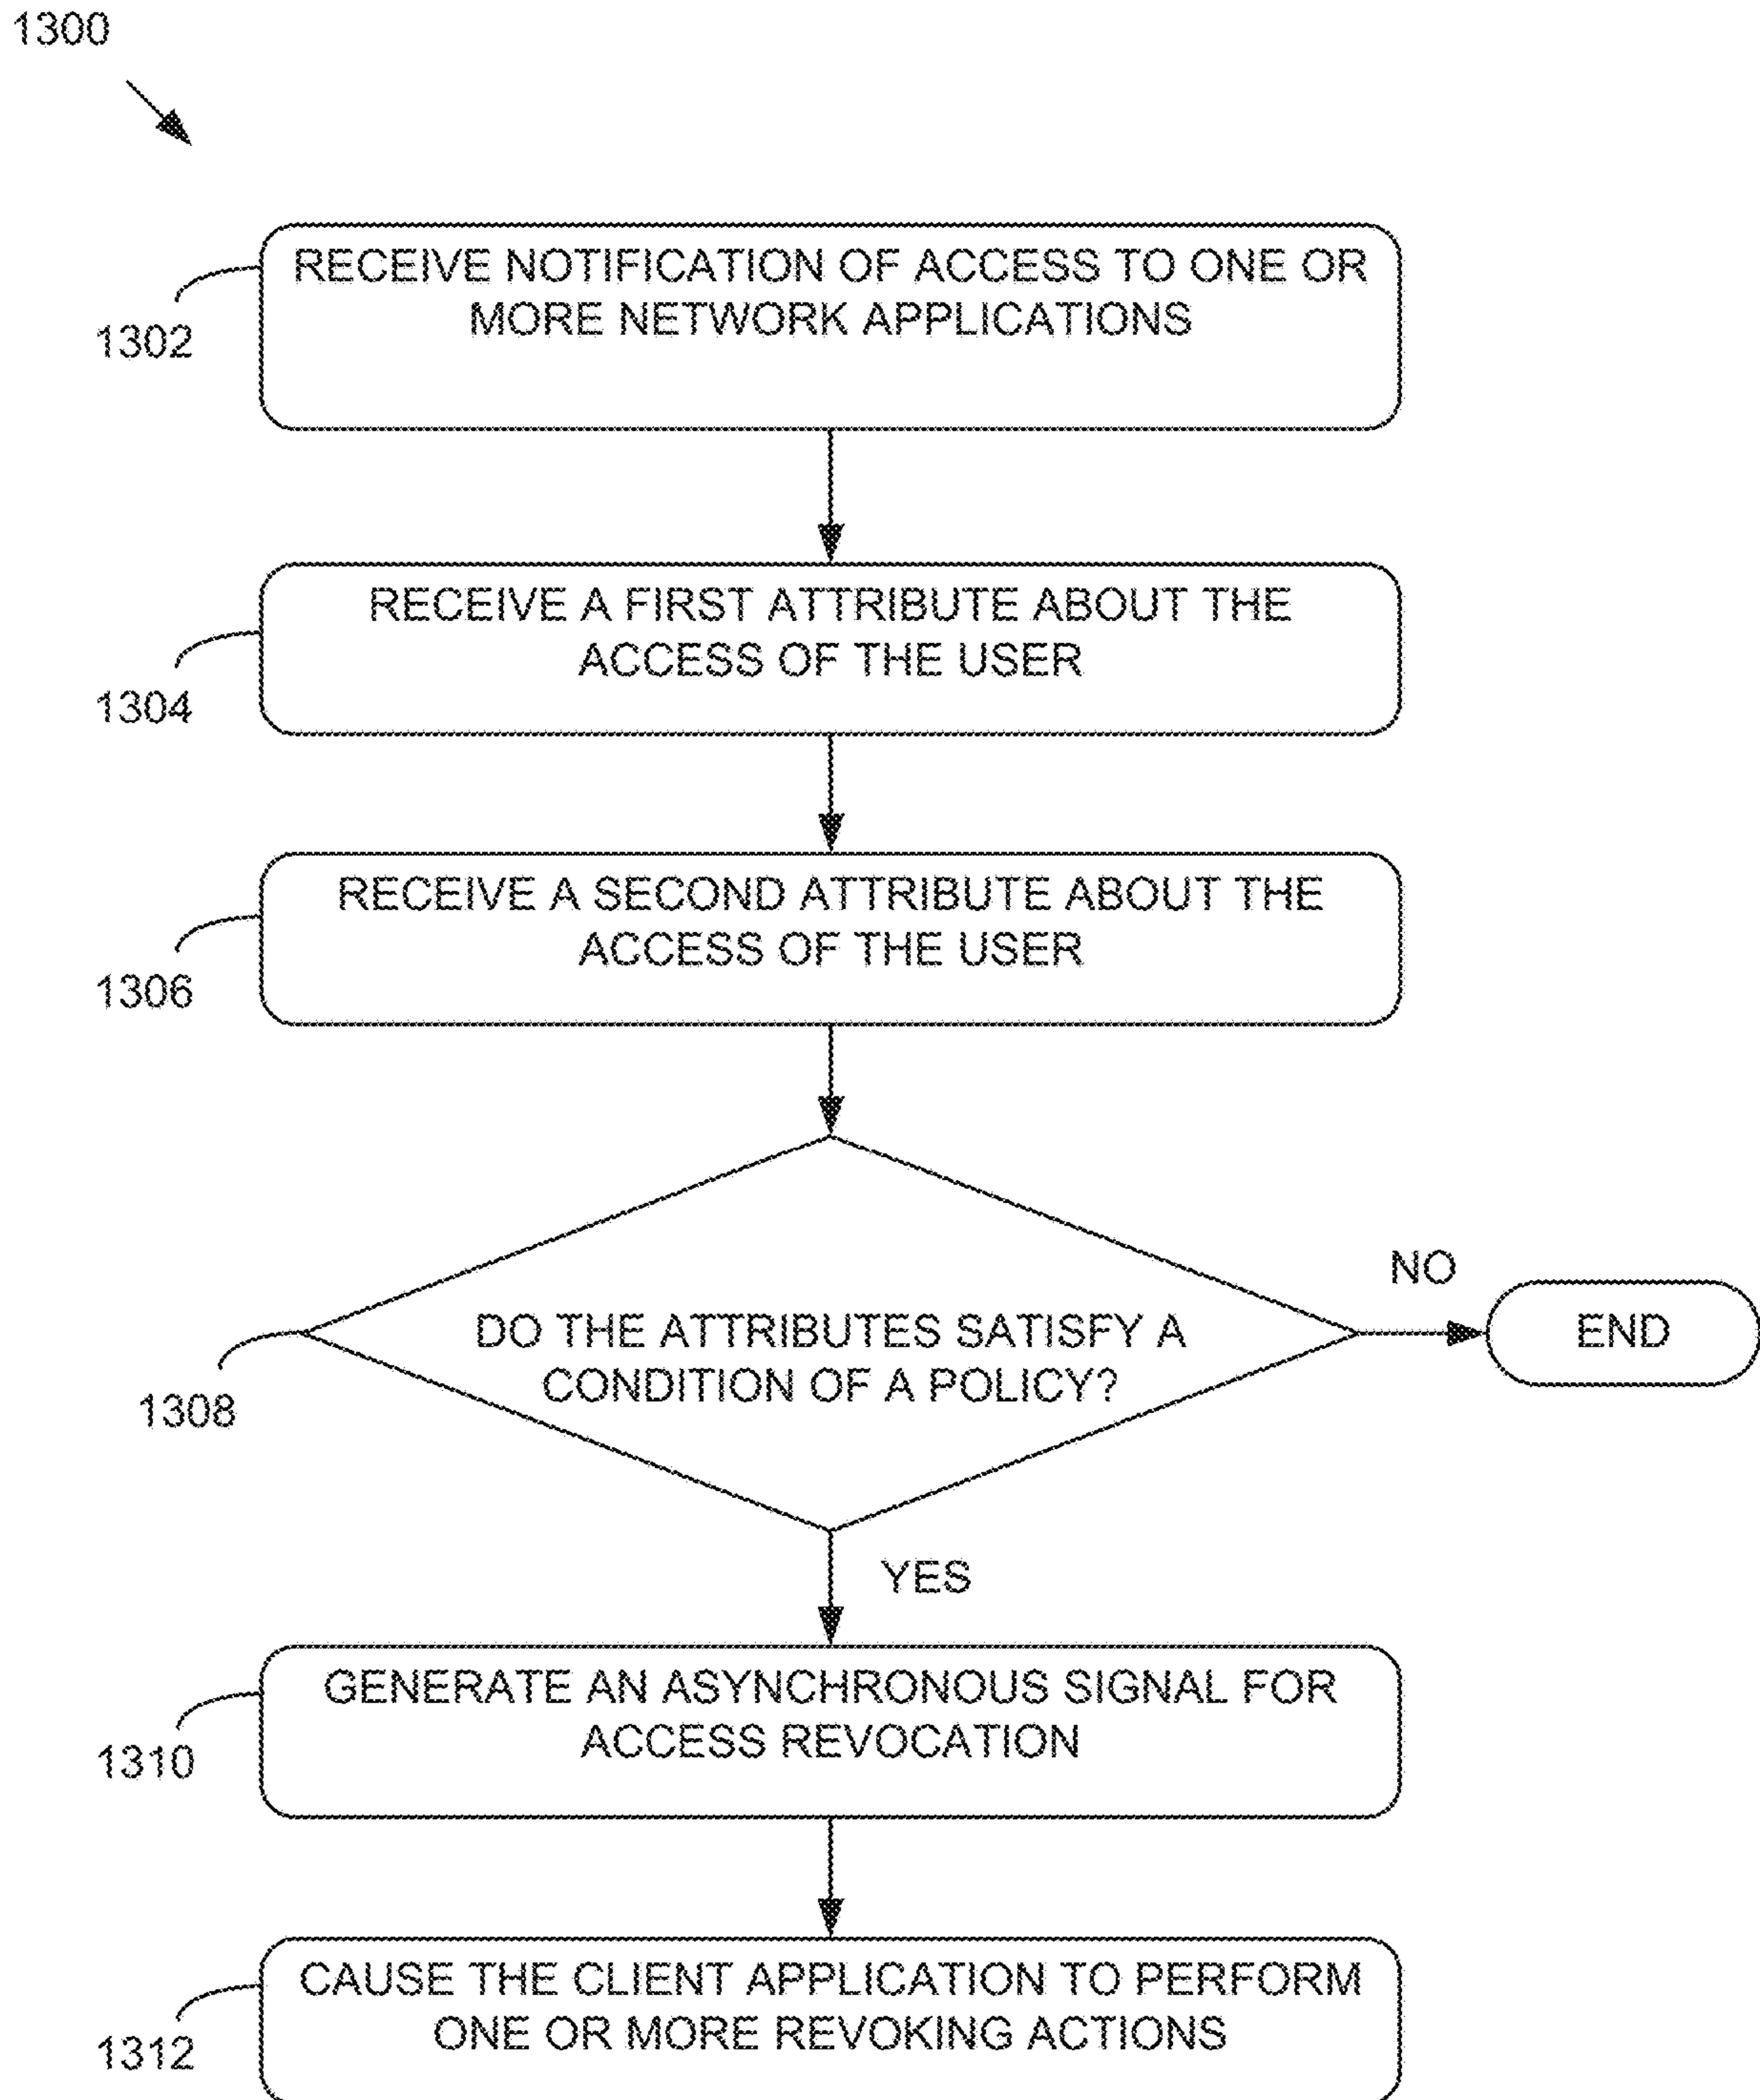 1300
RECEIVE NOTIFICATION OF ACCESS TO ONE OR
MORE NETWORK APPLICATIONS
1302
RECEIVE A FIRST ATTRIBUTE ABOUT THE
ACCESS OF THE USER
1304
RECEIVE A SECOND ATTRIBUTE ABOUT THE
ACCESS OF THE USER
1306
DO THE ATTRIBUTES SATISFY A
CONDITION OF A POLICY?
1308
NO
END
YES
GENERATE AN ASYNCHRONOUS SIGNAL FOR
ACCESS REVOCATION
1310
CAUSE THE CLIENT APPLICATION TO PERFORM
ONE OR MORE REVOKING ACTIONS
1312